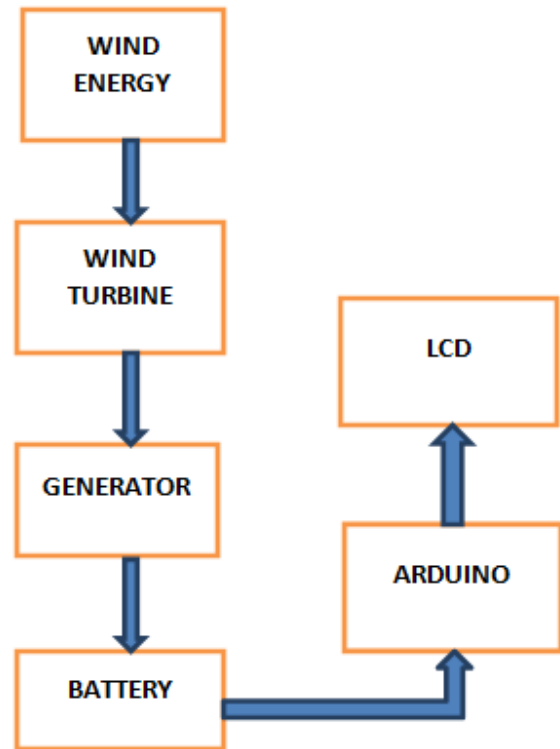 WIND
ENERGY
WIND
TURBINE
GENERATOR
BATTERY
ARDUINO
LCD